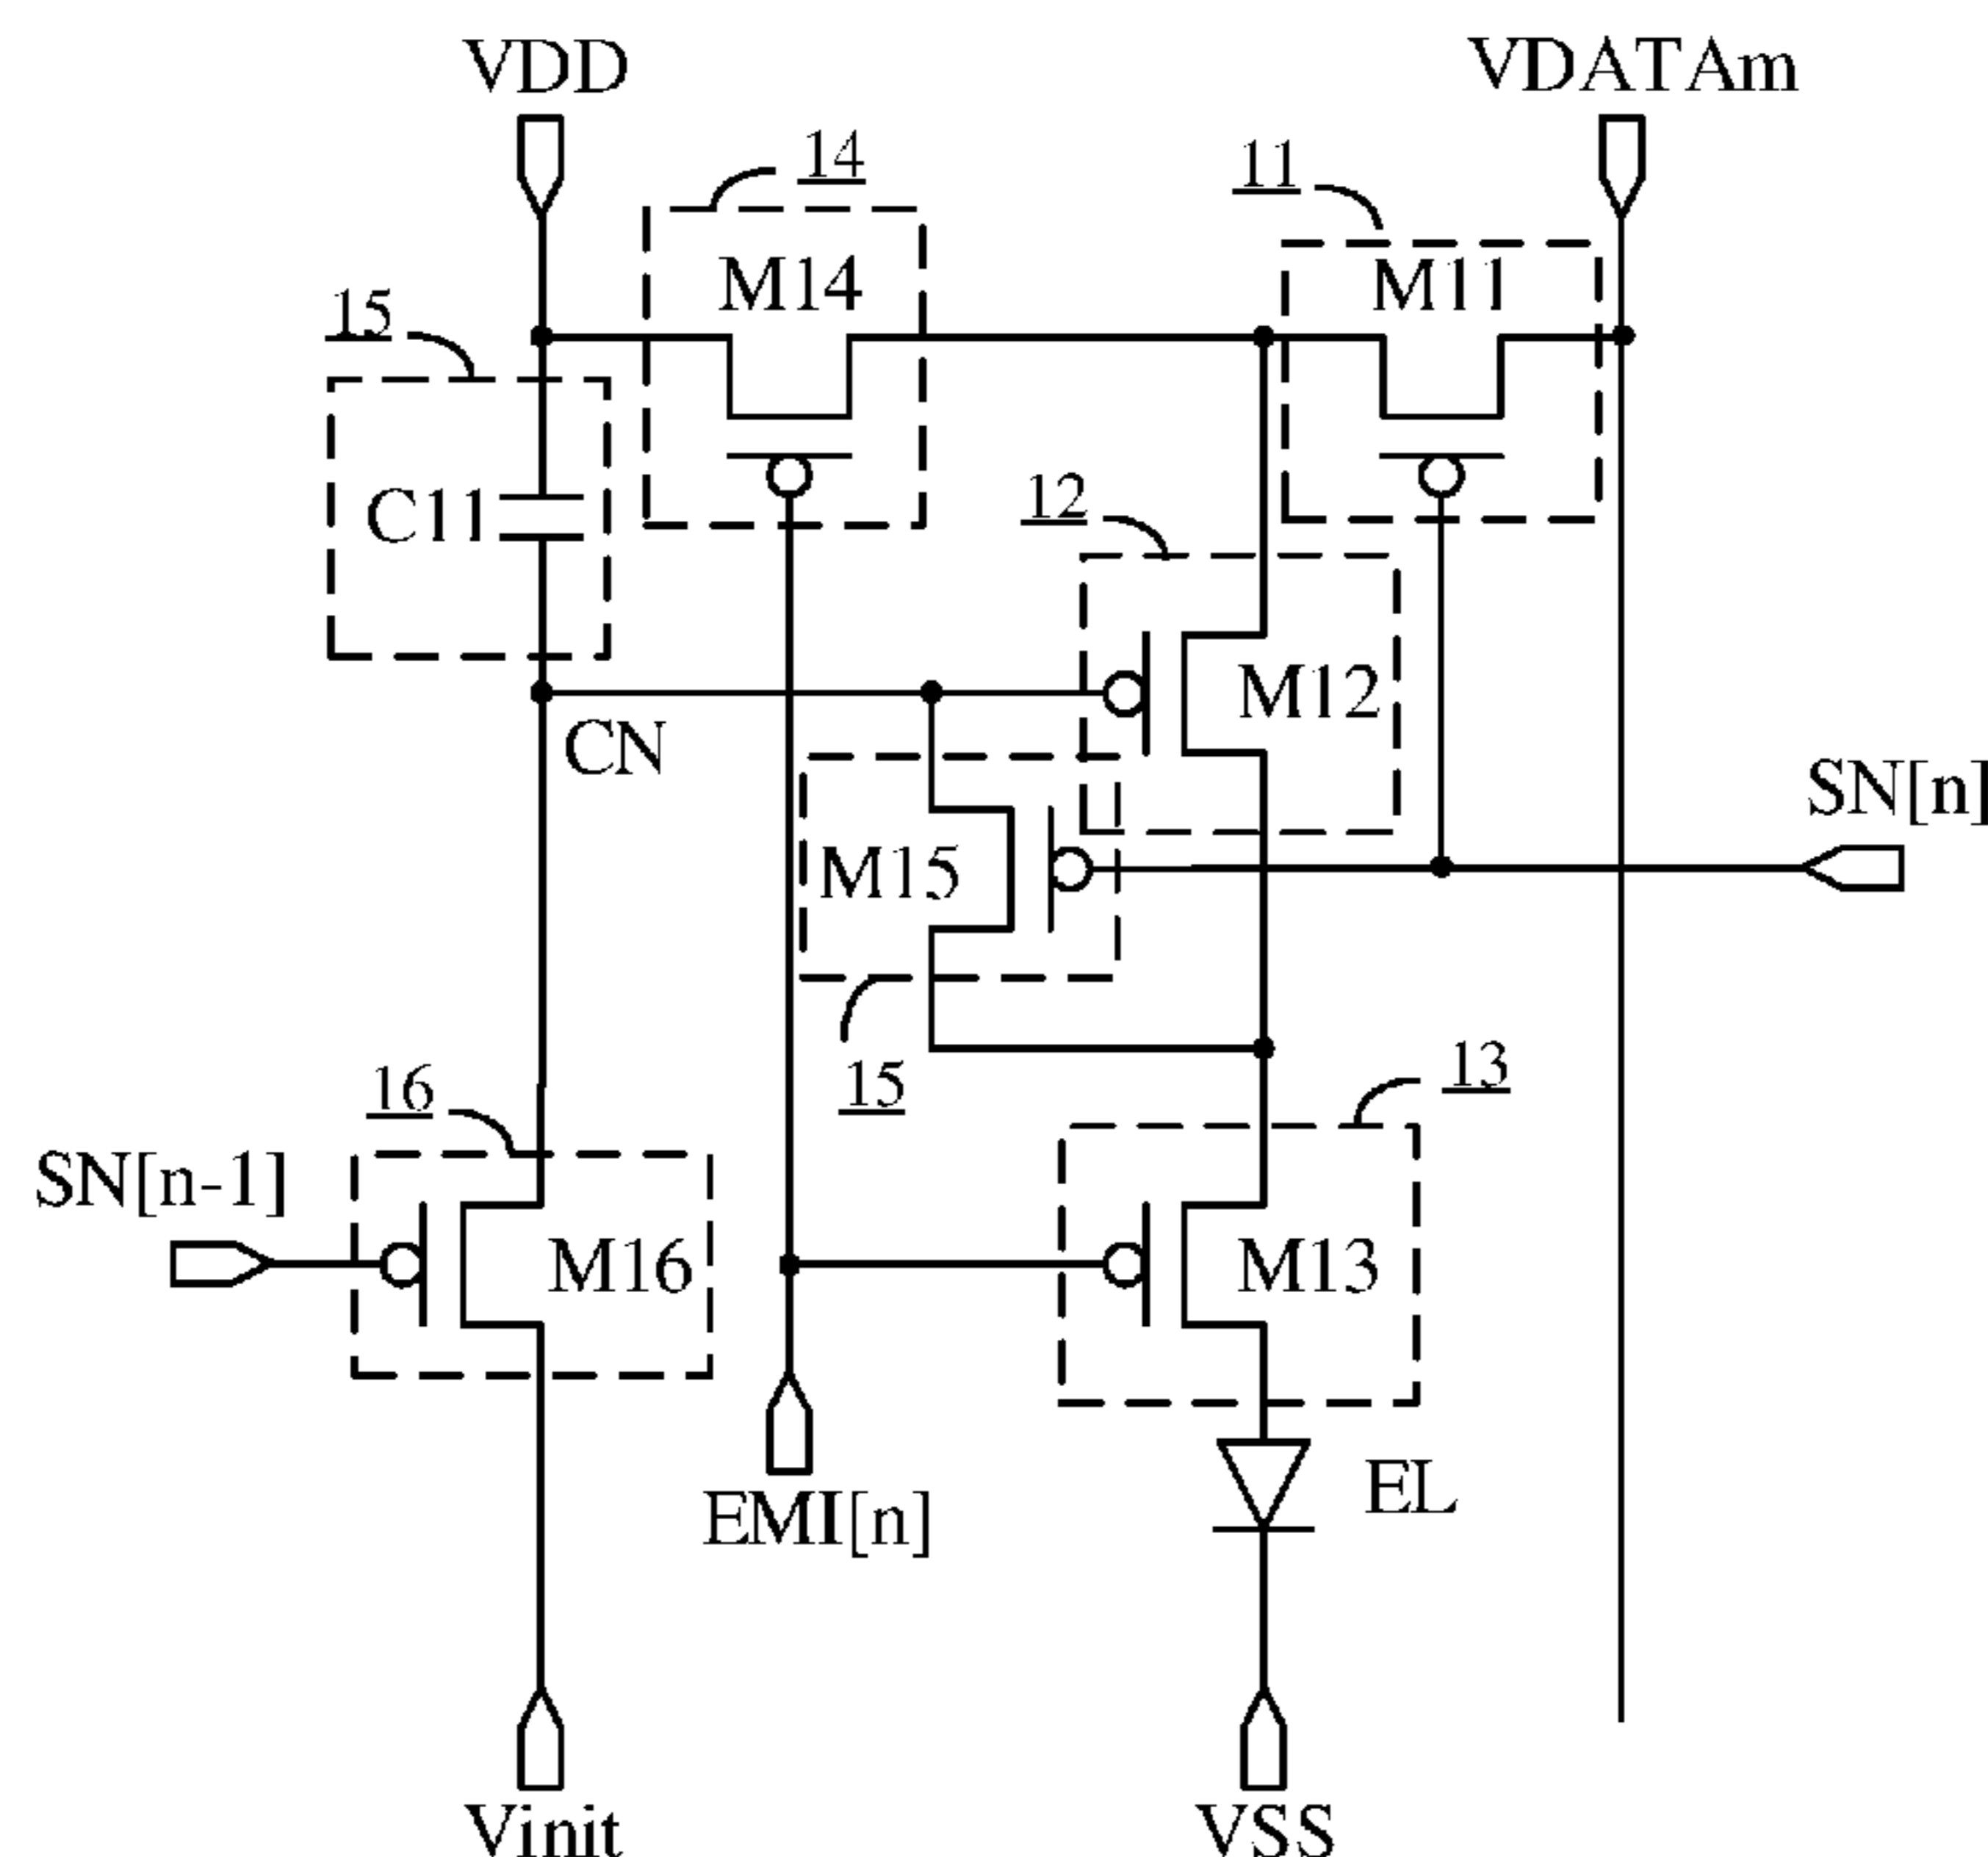 VDD
VDATAm
14
11
M14
M11
15
C11
12
M12
CN
SN[n]
M15
15
13
16
SN[n-1]
M16
M13
EL
EMI[n]
Vinit
VSS